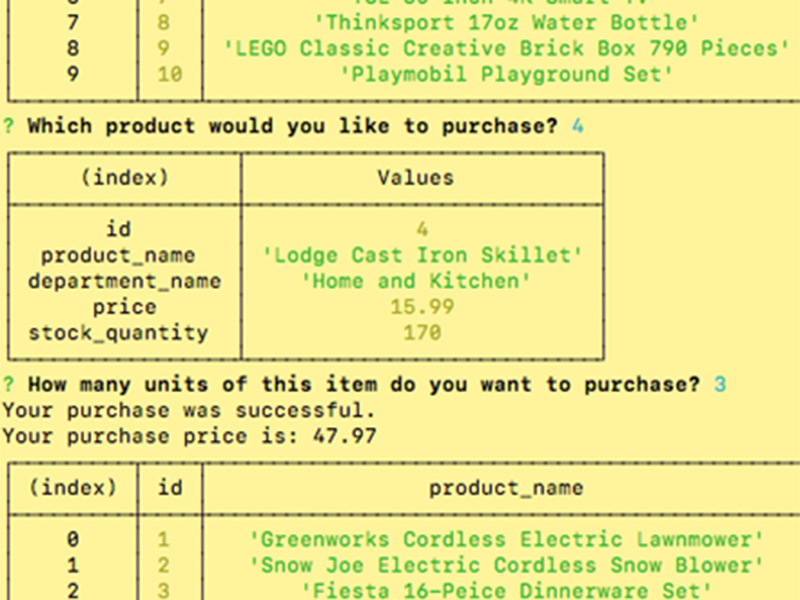 7 8 'Thinksport 17oz Water Bottle'
8 9 'LEGO Classic Creative Brick Box 790 Pieces'
9 10 'Playmobil Playground Set'
? Which product would you like to purchase? 4
(index) Values
id 4
product_name 'Lodge Cast Iron Skillet'
department_name 'Home and Kitchen'
price 15.99
stock_quantity 170
? How many units of this item do you want to purchase? 3
Your purchase was successful.
Your purchase price is: 47.97
(index) id product_name
0 1 'Greenworks Cordless Electric Lawnmower'
1 2 'Snow Joe Electric Cordless Snow Blower'
2 3 'Fiesta 16-Peice Dinnerware Set'